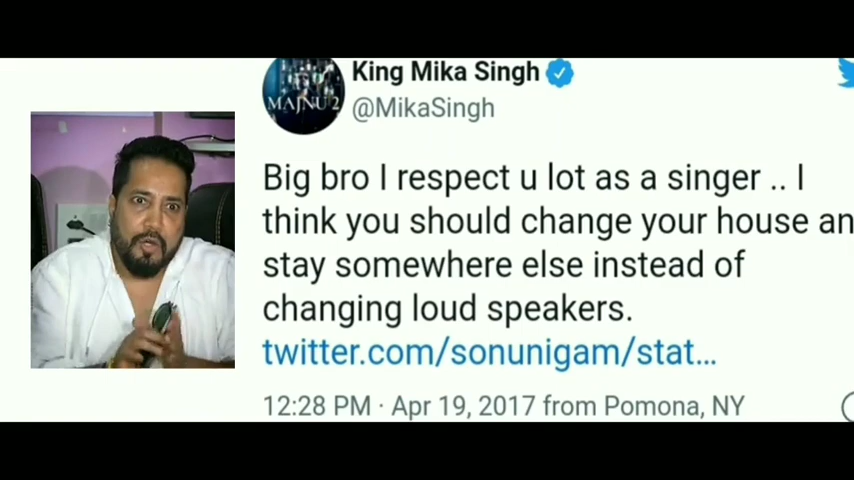 King Mika Singh
MAJNU 2
@MikaSingh
Big bro I respect u lot as a singer .. I
think you should change your house an
stay somewhere else instead of
changing loud speakers.
twitter.com/sonunigam/stat...
12:28 PM · Apr 19, 2017 from Pomona, NY